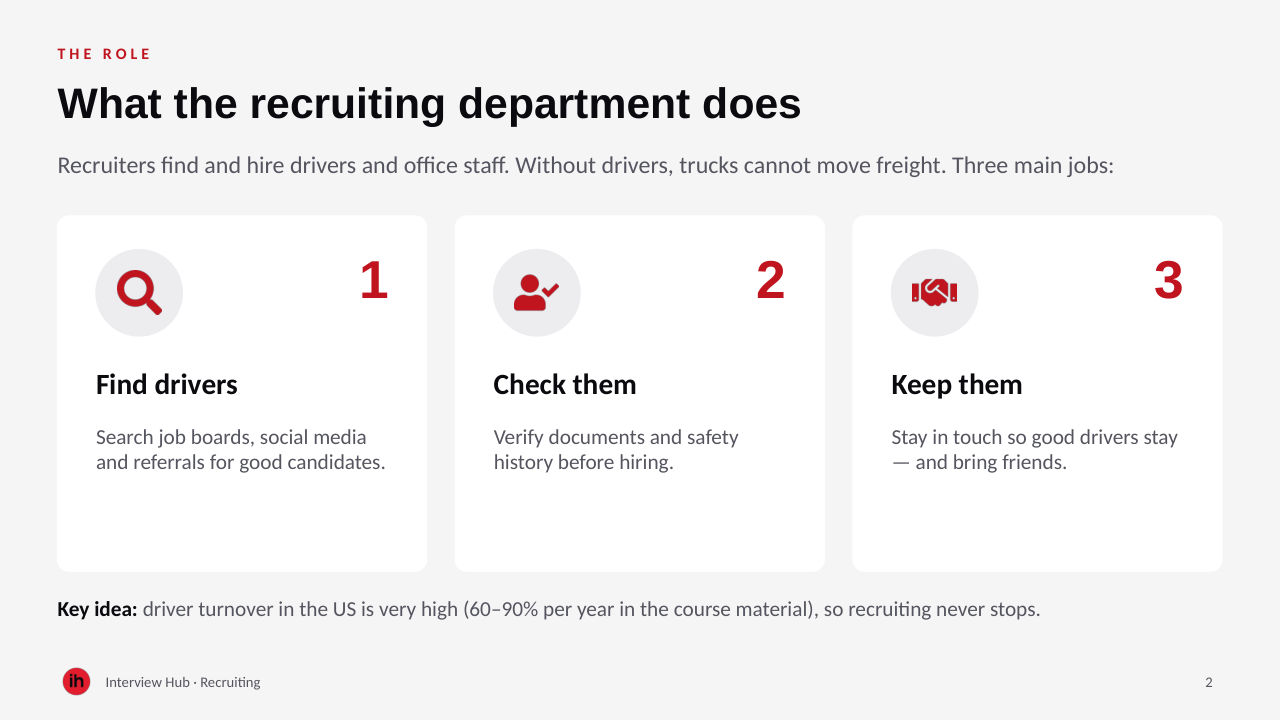 THE ROLE
What the recruiting department does
Recruiters find and hire drivers and office staff. Without drivers, trucks cannot move freight. Three main jobs:
1
Find drivers
Search job boards, social media
and referrals for good candidates.
2
Check them
Verify documents and safety
history before hiring.
3
Keep them
Stay in touch so good drivers stay
— and bring friends.
Key idea: driver turnover in the US is very high (60–90% per year in the course material), so recruiting never stops.
ih
Interview Hub · Recruiting
2